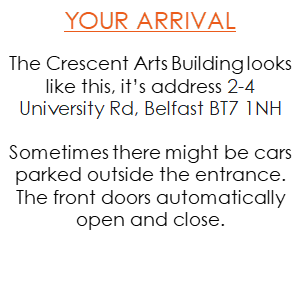 YOUR ARRIVAL
The Crescent Arts Building looks
like this, it’s address 2-4
University Rd, Belfast BT7 1NH
Sometimes there might be cars
parked outside the entrance.
The front doors automatically
open and close.